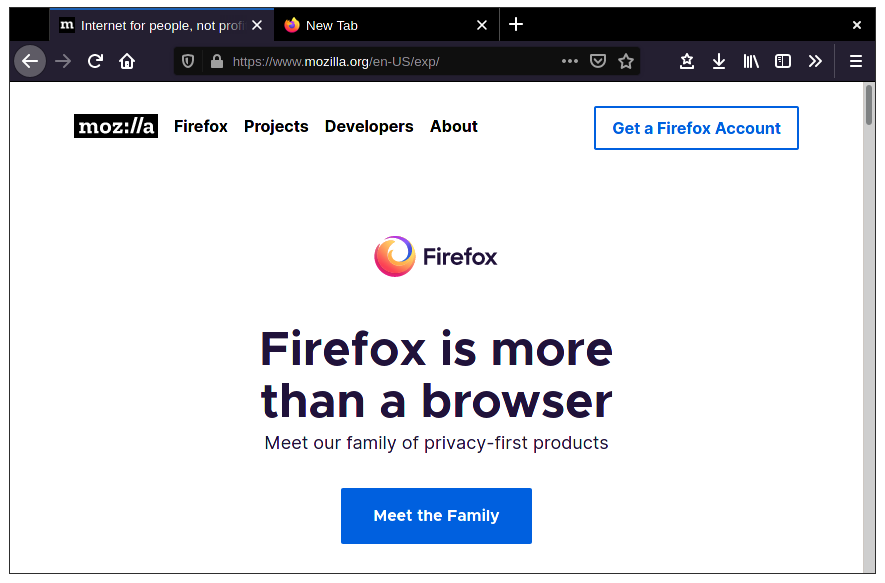 m Internet for people, not profi
New Tab
https://www.mozilla.org/en-US/exp/
moz://a Firefox Projects Developers About
Get a Firefox Account
Firefox
Firefox is more
than a browser
Meet our family of privacy-first products
Meet the Family